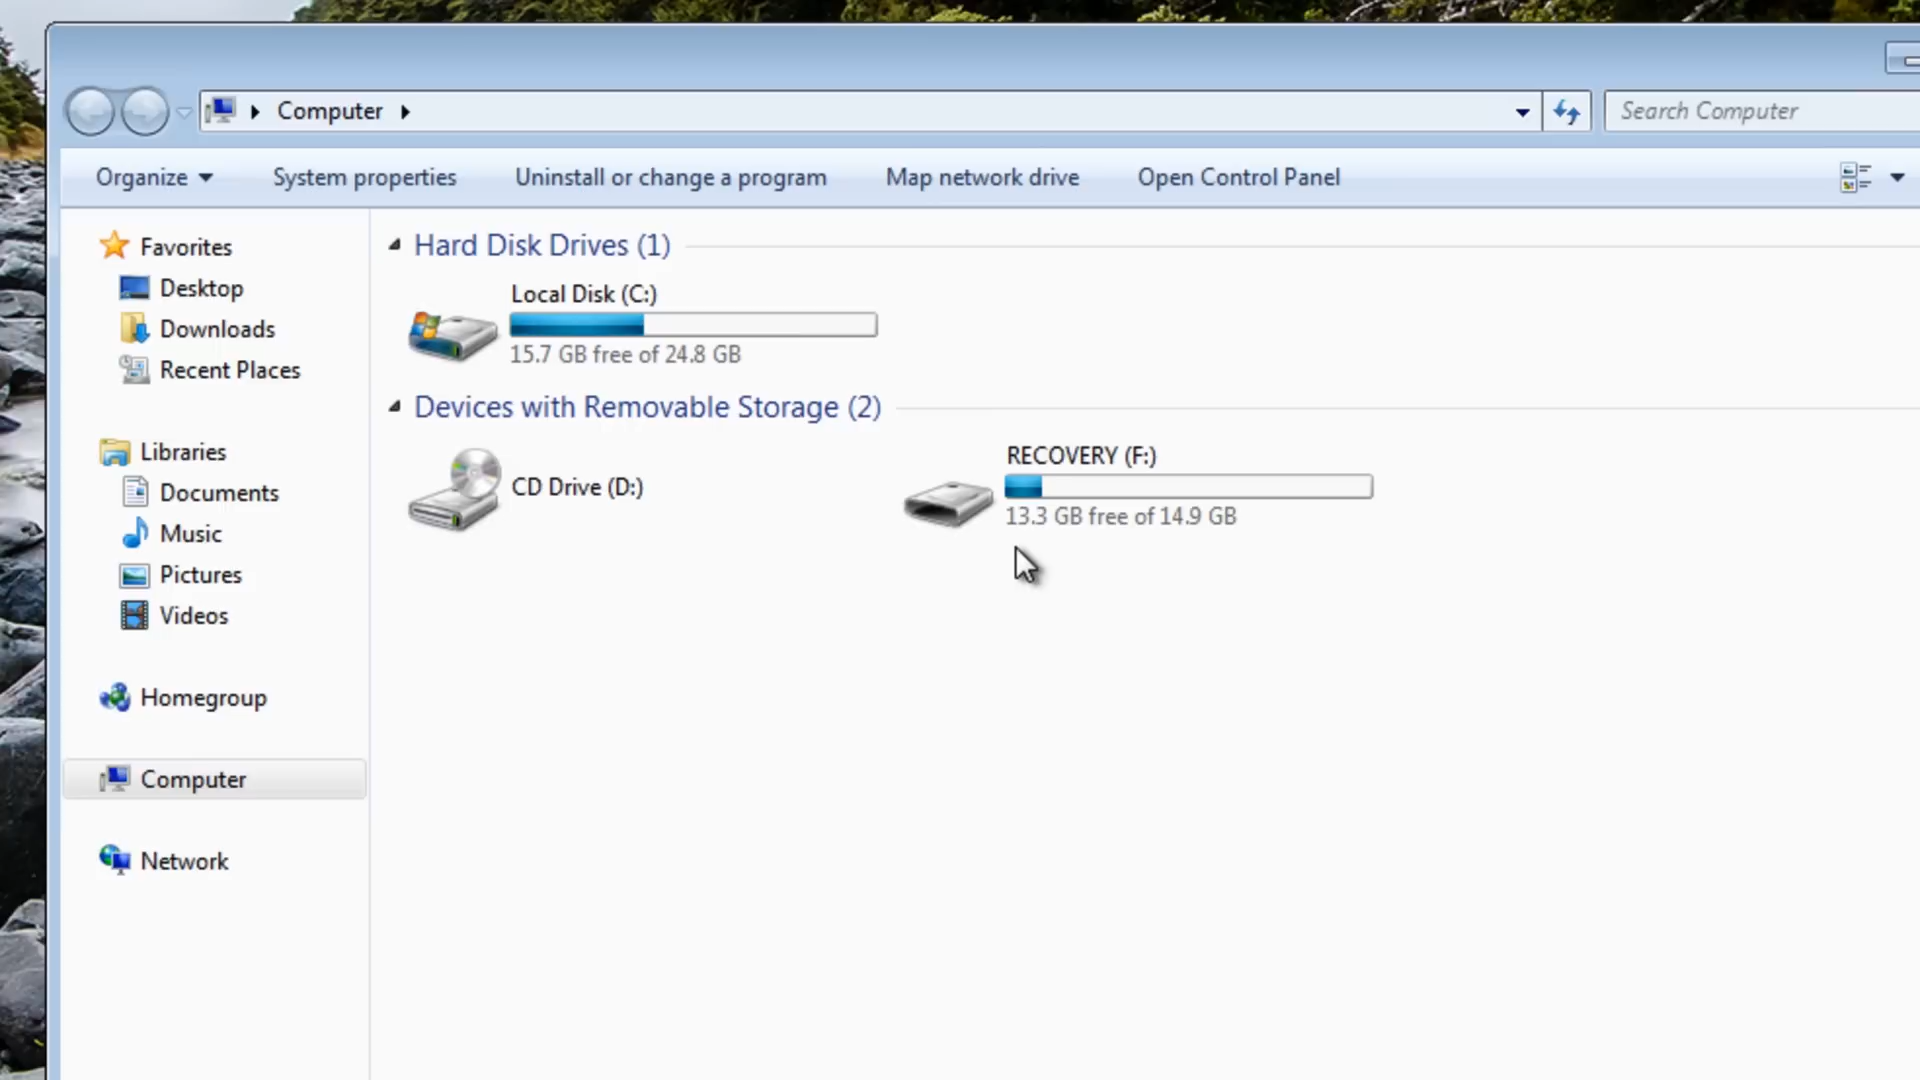 Computer
Search Computer
Organize
System properties
Uninstall or change a program
Map network drive
Open Control Panel
Favorites
Desktop
Downloads
Recent Places
Libraries
Documents
Music
Pictures
Videos
Homegroup
Computer
Network
Hard Disk Drives (1)
Local Disk (C:)
15.7 GB free of 24.8 GB
Devices with Removable Storage (2)
CD Drive (D:)
RECOVERY (F:)
13.3 GB free of 14.9 GB